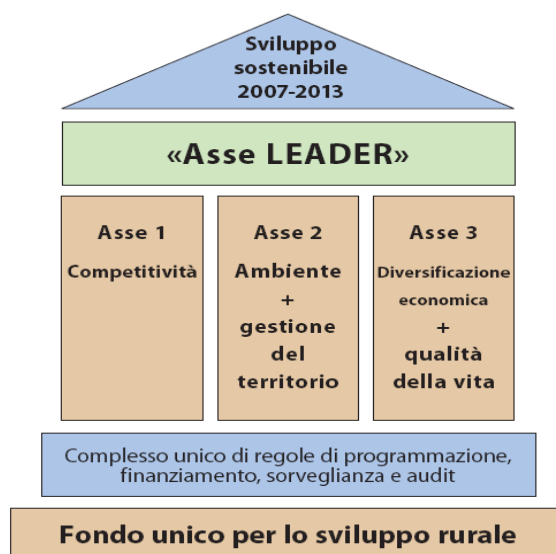 Sviluppo
sostenibile
2007-2013
«Asse LEADER»
Asse 1
Competitività
Asse 2
Ambiente
+
gestione
del
territorio
Asse 3
Diversificazione
economica
+
qualità
della vita
Complesso unico di regole di programmazione,
finanziamento, sorveglianza e audit
Fondo unico per lo sviluppo rurale